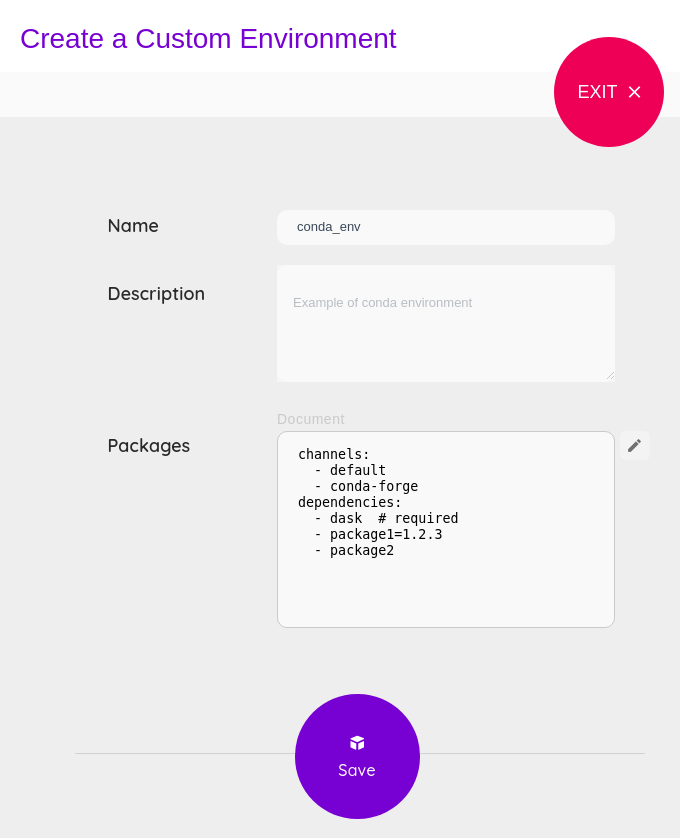 Create a Custom Environment
EXIT
Name
conda_env
Description
Example of conda environment
Document
Packages
channels:
  - default
  - conda-forge
dependencies:
  - dask  # required
  - package1=1.2.3
  - package2
Save